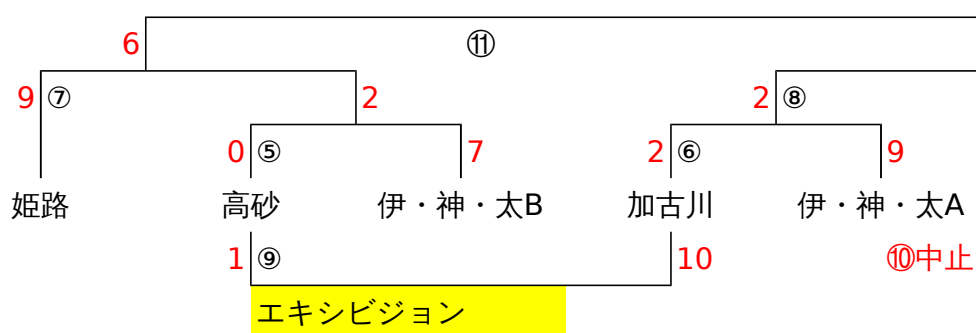 6 ⑪
9 ⑦ 2 2 ⑧
0 ⑤ 7 2 ⑥ 9
姫路 高砂 伊・神・太B 加古川 伊・神・太A
1 ⑨ 10 ⑩中止
エキシビジョン